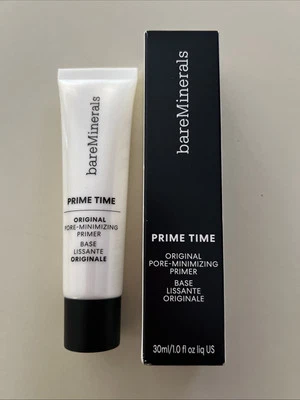 bareMinerals
PRIME TIME
ORIGINAL
PORE-MINIMIZING
PRIMER
BASE
LISSANTE
ORIGINALE
bareMinerals
PRIME TIME
ORIGINAL
PORE-MINIMIZING
PRIMER
BASE
LISSANTE
ORIGINALE
30ml/1.0 fl oz liq US